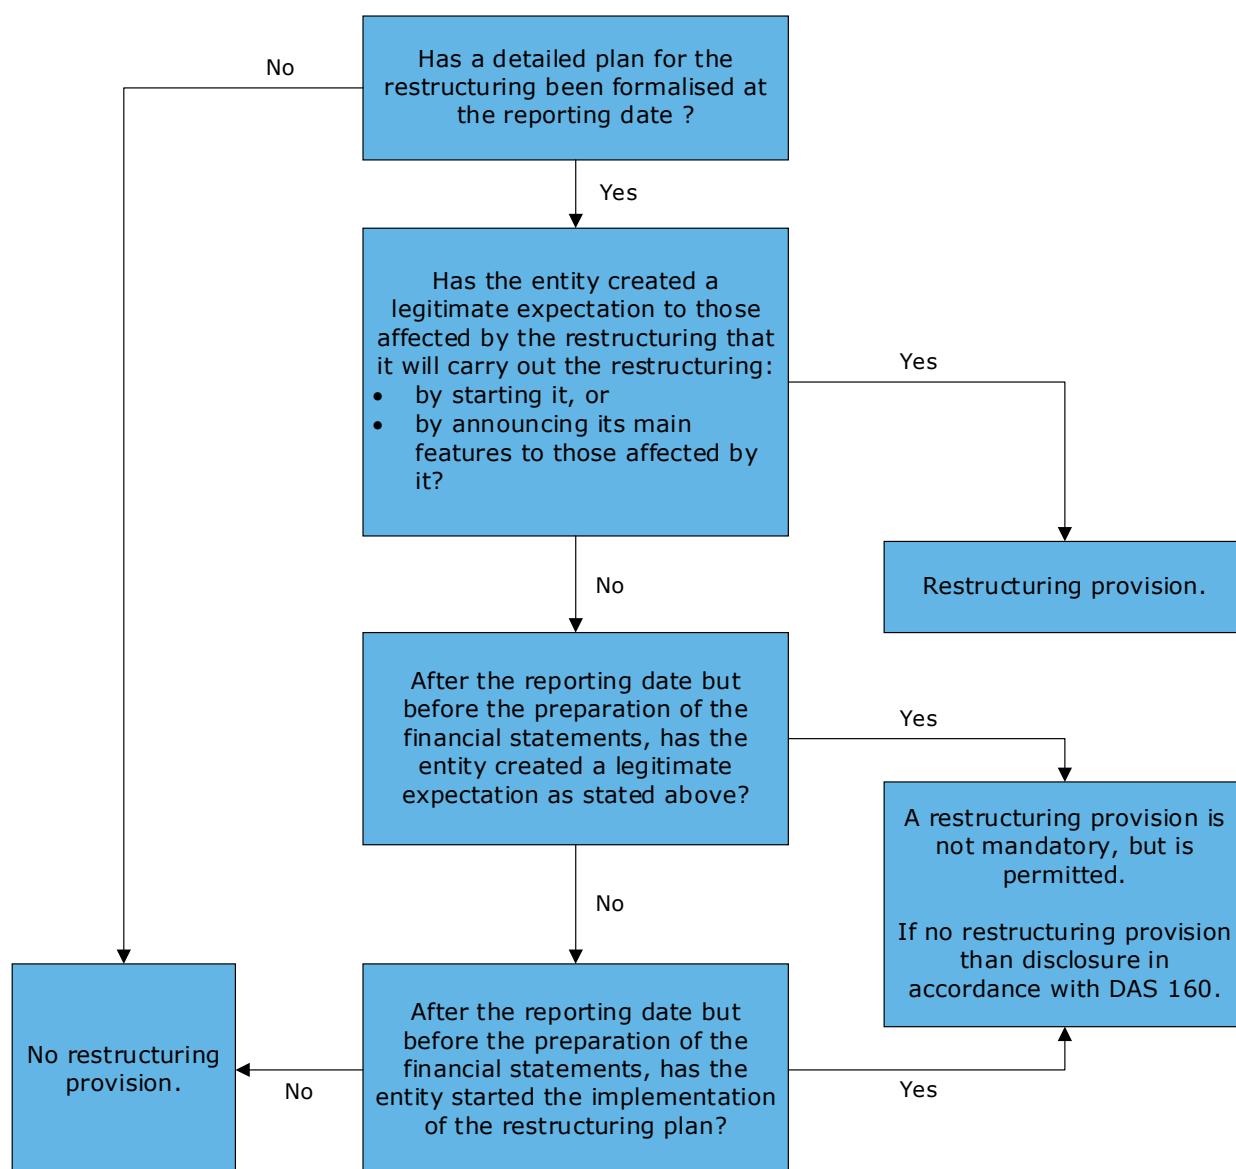 Has a detailed plan for the
restructuring been formalised at
the reporting date ?
No
Yes
Has the entity created a
legitimate expectation to those
affected by the restructuring that
it will carry out the restructuring:
• by starting it, or
• by announcing its main
features to those affected by
it?
Yes
No
Restructuring provision.
After the reporting date but
before the preparation of the
financial statements, has the
entity created a legitimate
expectation as stated above?
Yes
No
A restructuring provision is
not mandatory, but is
permitted.
If no restructuring provision
than disclosure in
accordance with DAS 160.
After the reporting date but
before the preparation of the
financial statements, has the
entity started the implementation
of the restructuring plan?
Yes
No
No restructuring
provision.